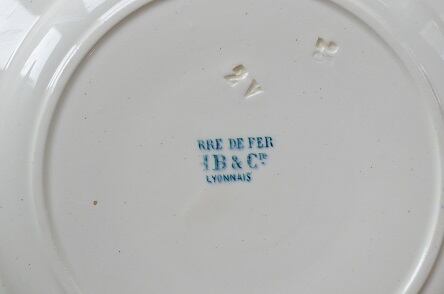 RRE DE FER
HB & Cie
LYONNAIS